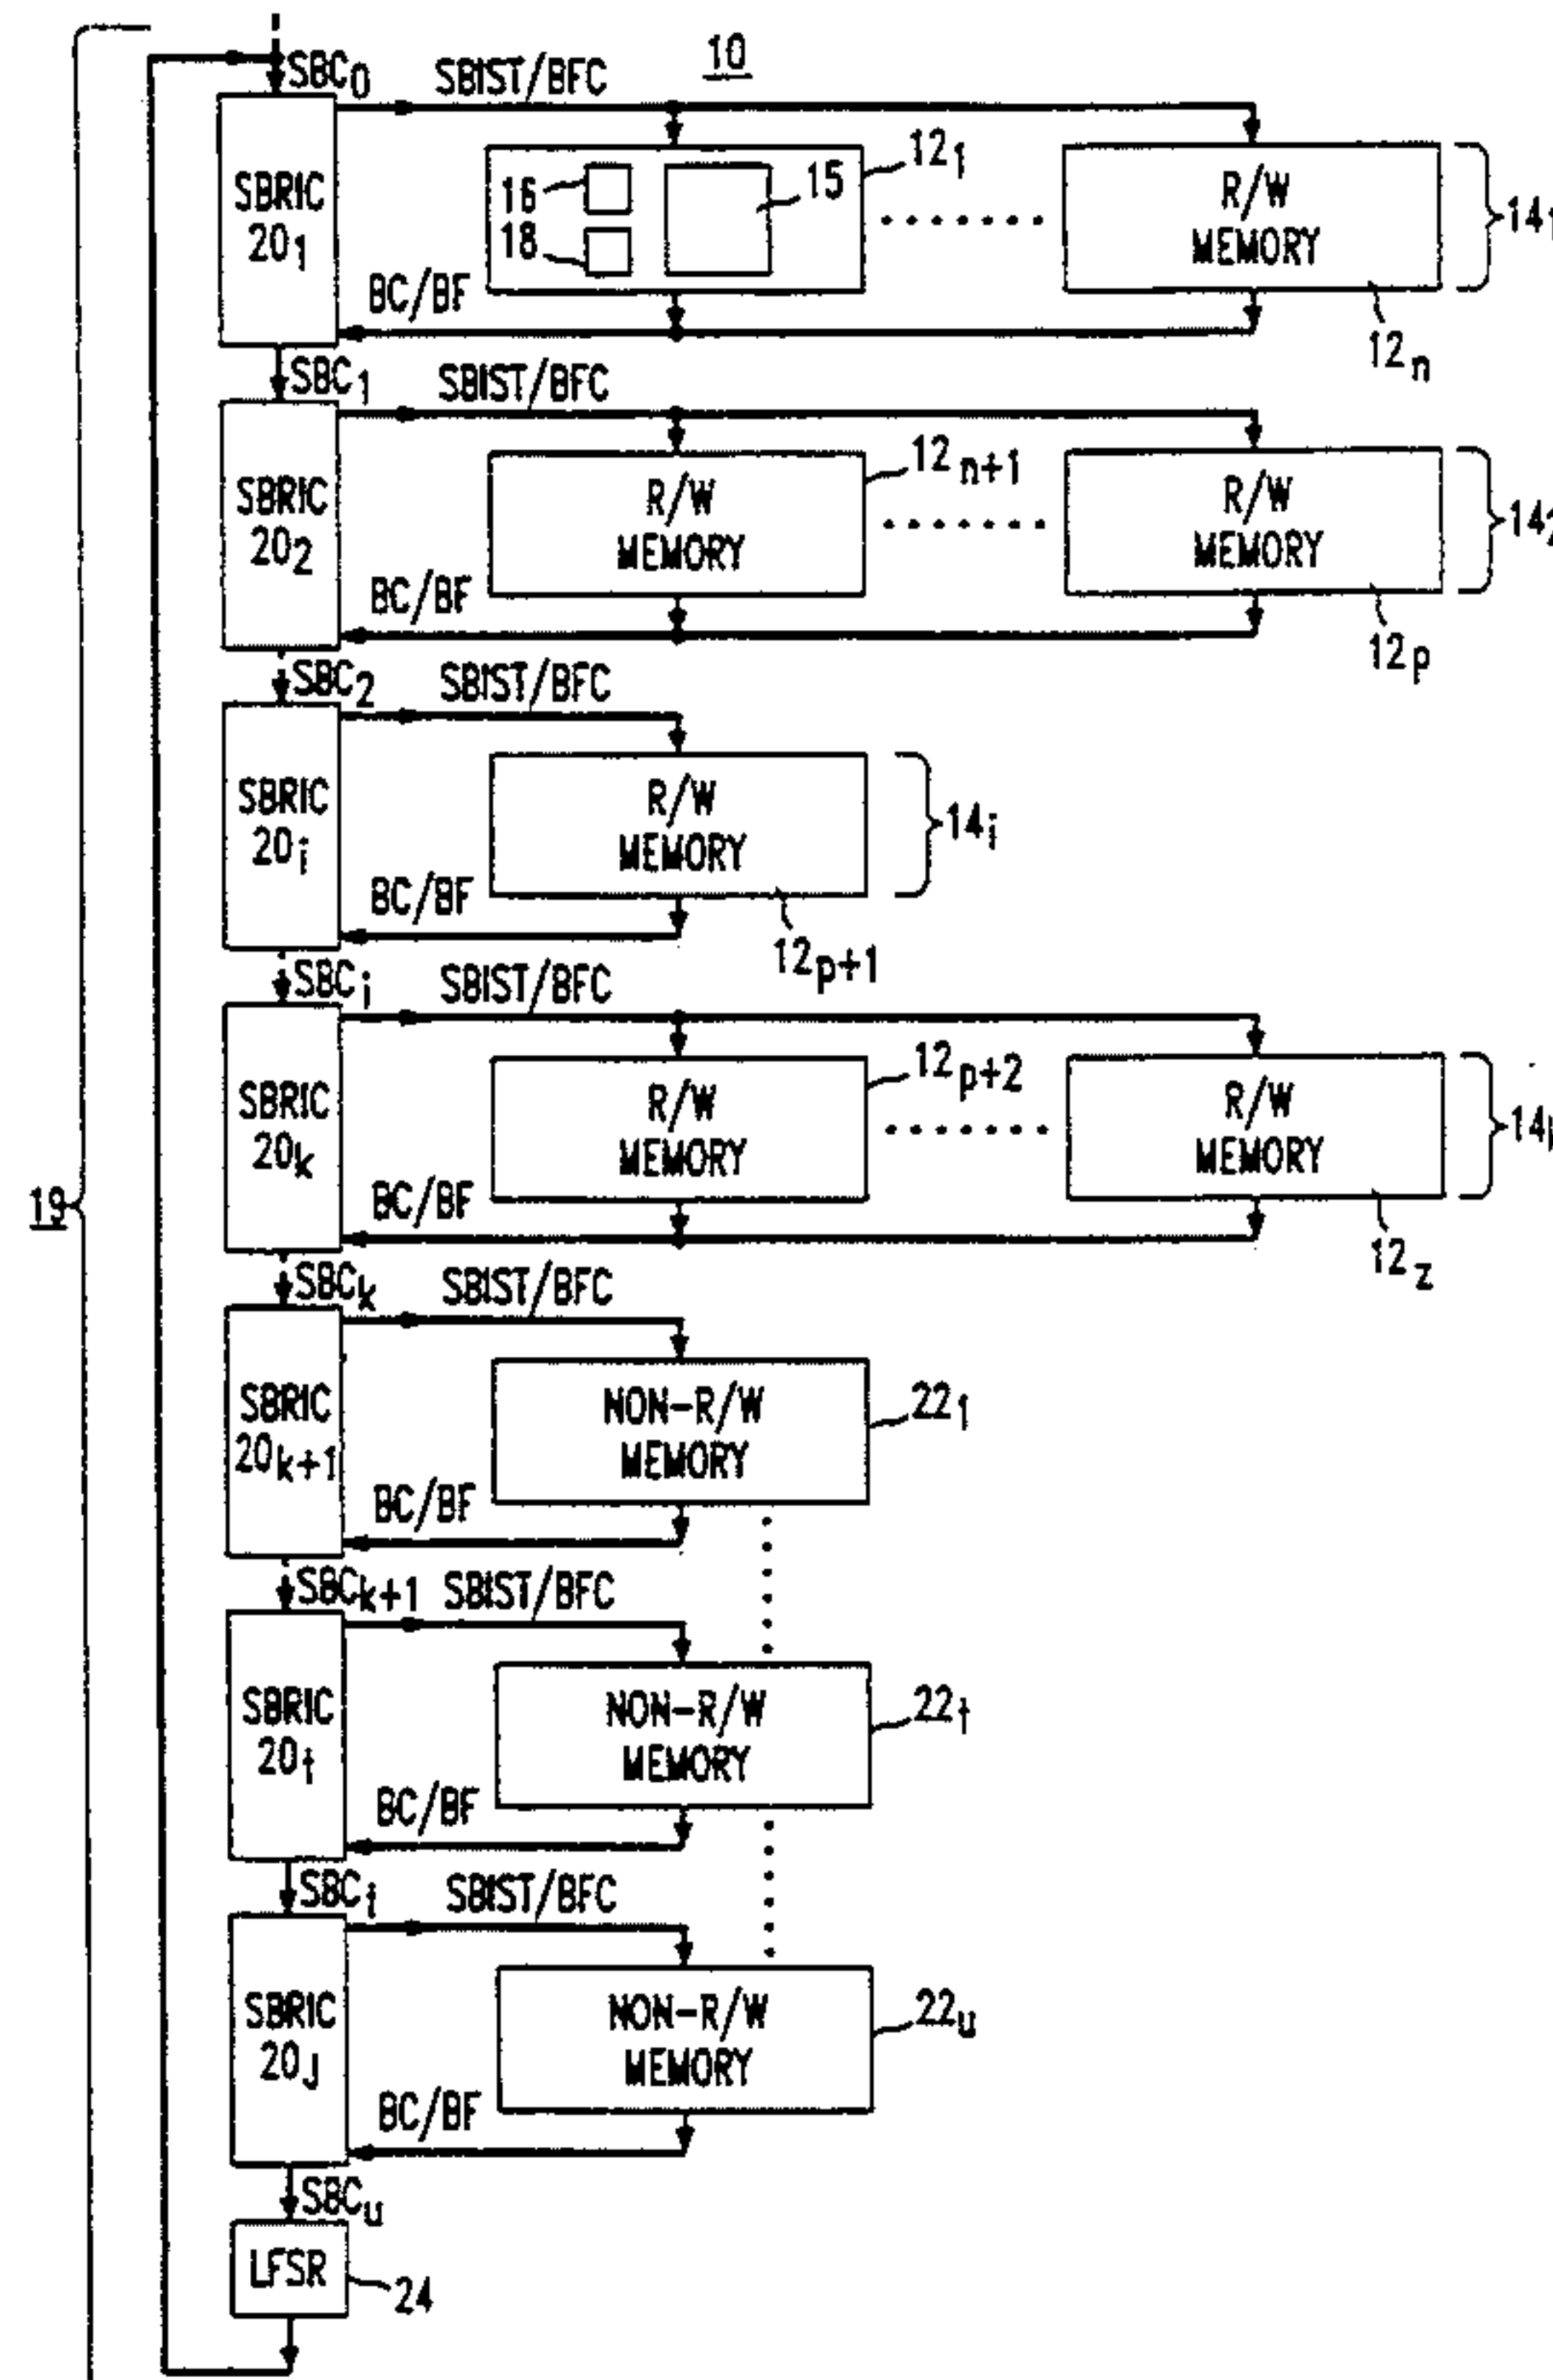 10
SBC0
SBIST/BFC
SBRIC
201
16
18
15
121
R/W
MEMORY
141
BC/BF
12n
SBC1
SBIST/BFC
SBRIC
202
R/W
MEMORY
12n+1
R/W
MEMORY
142
BC/BF
12p
SBC2
SBIST/BFC
SBRIC
20i
R/W
MEMORY
14i
BC/BF
12p+1
SBCi
SBIST/BFC
SBRIC
20k
R/W
MEMORY
12p+2
R/W
MEMORY
14
BC/BF
12z
19
SBCk
SBIST/BFC
SBRIC
20k+1
NON-R/W
MEMORY
221
BC/BF
SBCk+1
SBIST/BFC
SBRIC
20t
NON-R/W
MEMORY
22t
BC/BF
SBCt
SBIST/BFC
SBRIC
20j
NON-R/W
MEMORY
22u
BC/BF
SBCu
LFSR
24